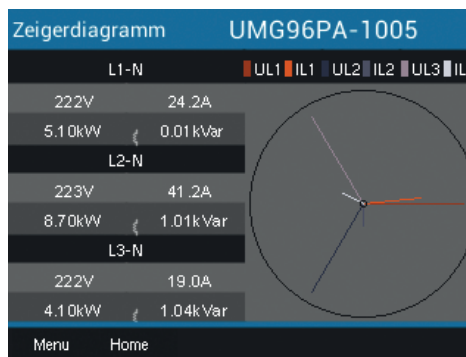 Zeigerdiagramm UMG96PA-1005
L1-N UL1 IL1 UL2 IL2 UL3 IL
222V 24.2A
5.10kW 0.01kVar
L2-N
223V 41.2A
8.70kW 1.01kVar
L3-N
222V 19.0A
4.10kW 1.04kVar
Menu Home